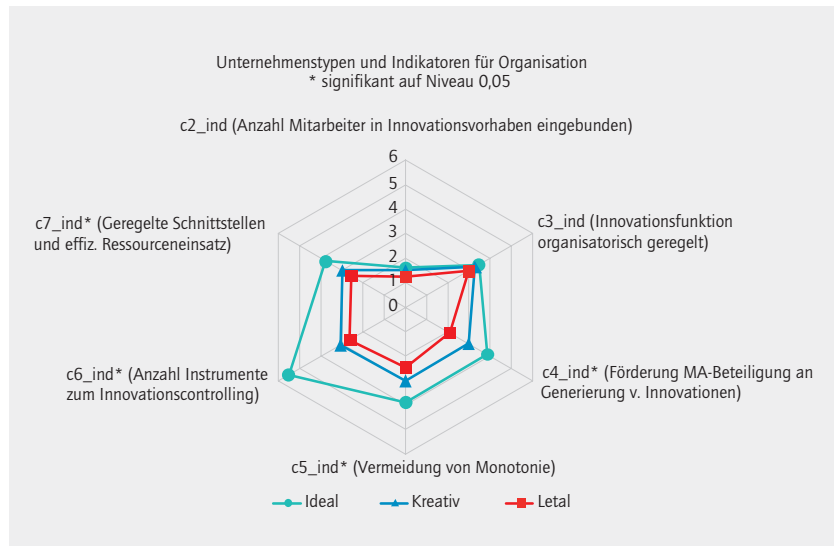 Unternehmenstypen und Indikatoren für Organisation
* signifikant auf Niveau 0,05
c2_ind (Anzahl Mitarbeiter in Innovationsvorhaben eingebunden)
6
5
4
3
2
1
0
c3_ind (Innovationsfunktion
organisatorisch geregelt)
c4_ind* (Förderung MA-Beteiligung an
Generierung v. Innovationen)
c5_ind* (Vermeidung von Monotonie)
c6_ind* (Anzahl Instrumente
zum Innovationscontrolling)
c7_ind* (Geregelte Schnittstellen
und effiz. Ressourceneinsatz)
Ideal Kreativ Letal